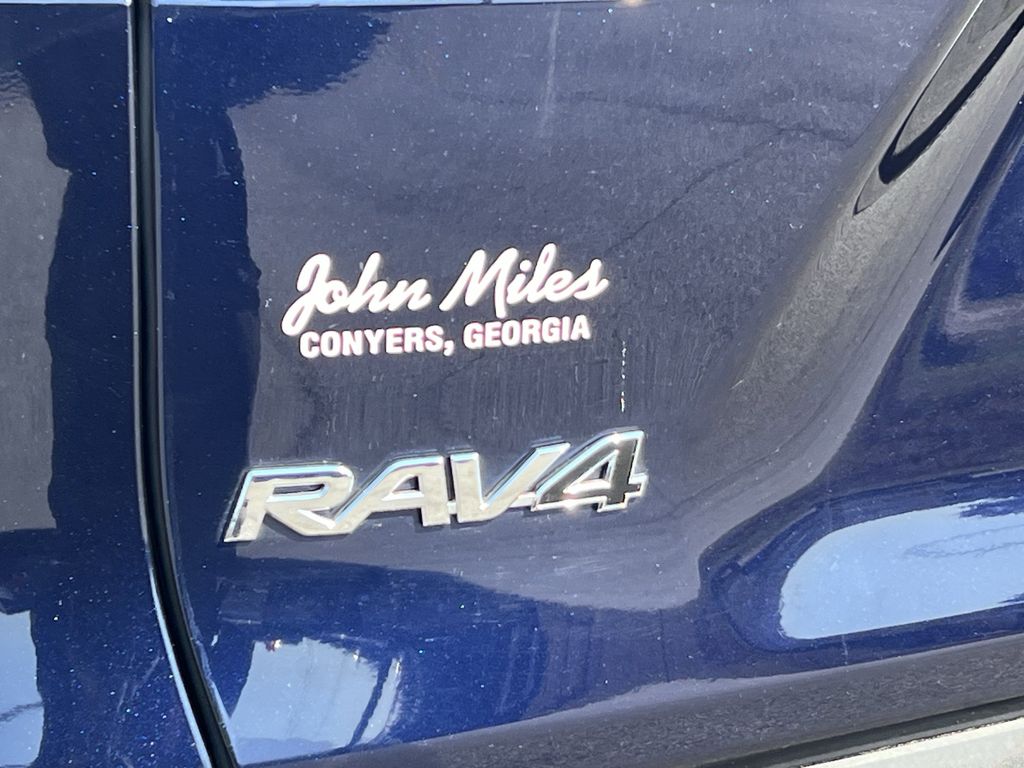 John Miles
CONYERS, GEORGIA
RAV4